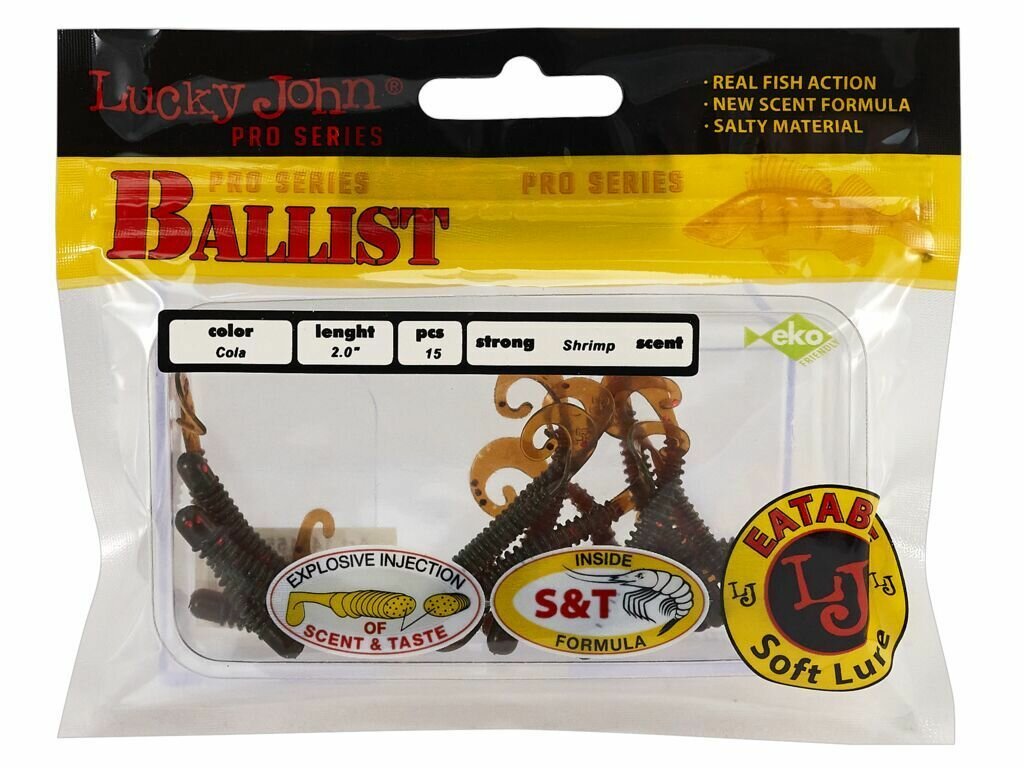 Lucky John®
PRO SERIES
· REAL FISH ACTION
· NEW SCENT FORMULA
· SALTY MATERIAL
PRO SERIES
PRO SERIES
BALLIST
color
Cola
lenght
2.0"
pcs
15
strong Shrimp scent
eko
FRIENDLY
EXPLOSIVE INJECTION
OF
SCENT & TASTE
INSIDE
S&T
FORMULA
EATAB
LJ
LJ
LJ
Soft Lure